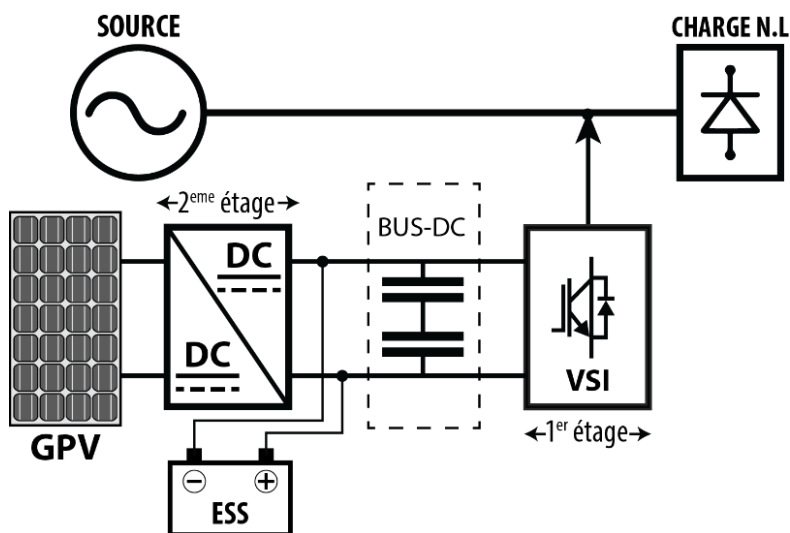 SOURCE
CHARGE N.L
2eme étage
BUS-DC
DC
DC
VSI
GPV
1er étage
− +
ESS